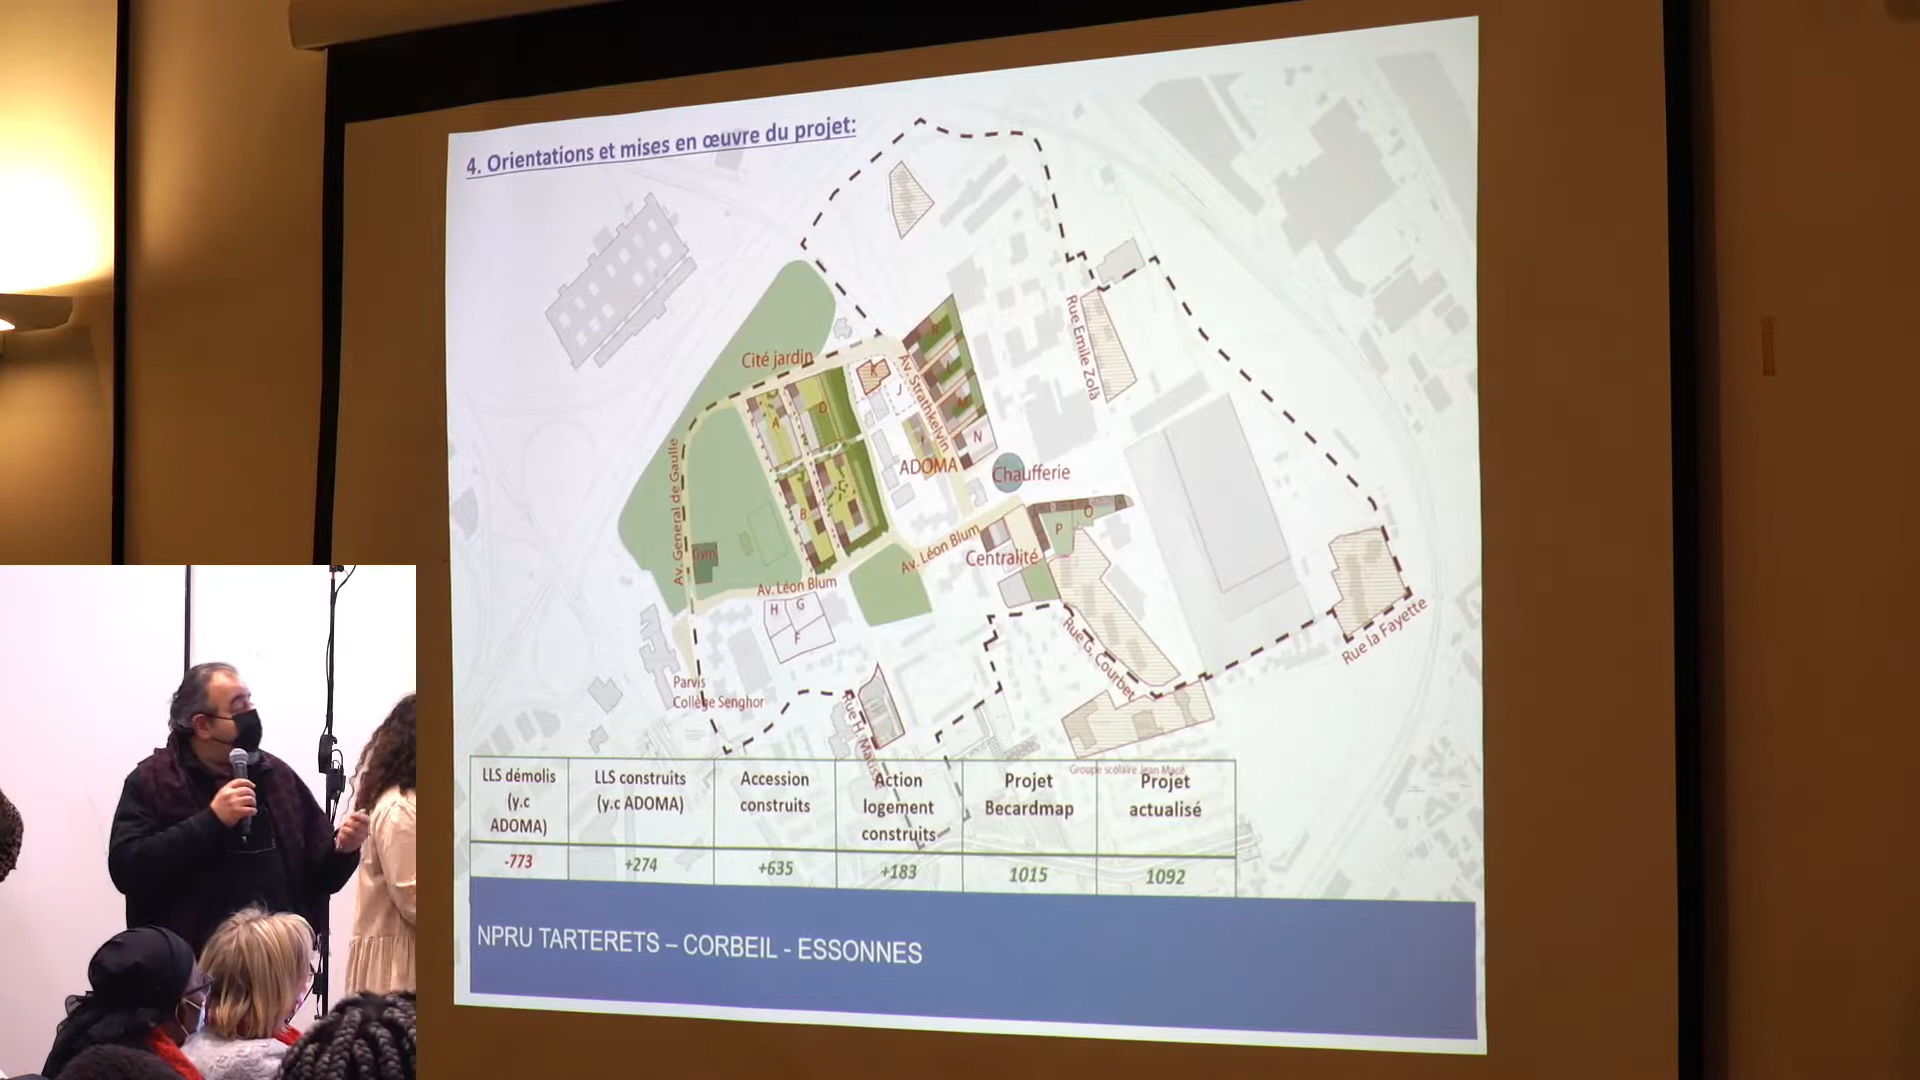 4. Orientations et mises en œuvre du projet:
Cité jardin
Av. Strathkelvin
Rue Emile Zolà
Av. General de Gaulle
A
D
B
K
J
R
L
M
N
I
ADOMA
Chaufferie
O
P
Centralité
Av. Léon Blum
Gym
Av. Léon Blum
H
G
F
Rue la Fayette
Rue G. Courbet
Parvis
Collège Senghor
Rue H. Matisse
Groupe scolaire Jean Macé
LLS démolis
(y.c
ADOMA)
LLS construits
(y.c ADOMA)
Accession
construits
Action
logement
construits
Projet
Becardmap
Projet
actualisé
-773
+274
+635
+183
1015
1092
NPRU TARTERETS – CORBEIL - ESSONNES